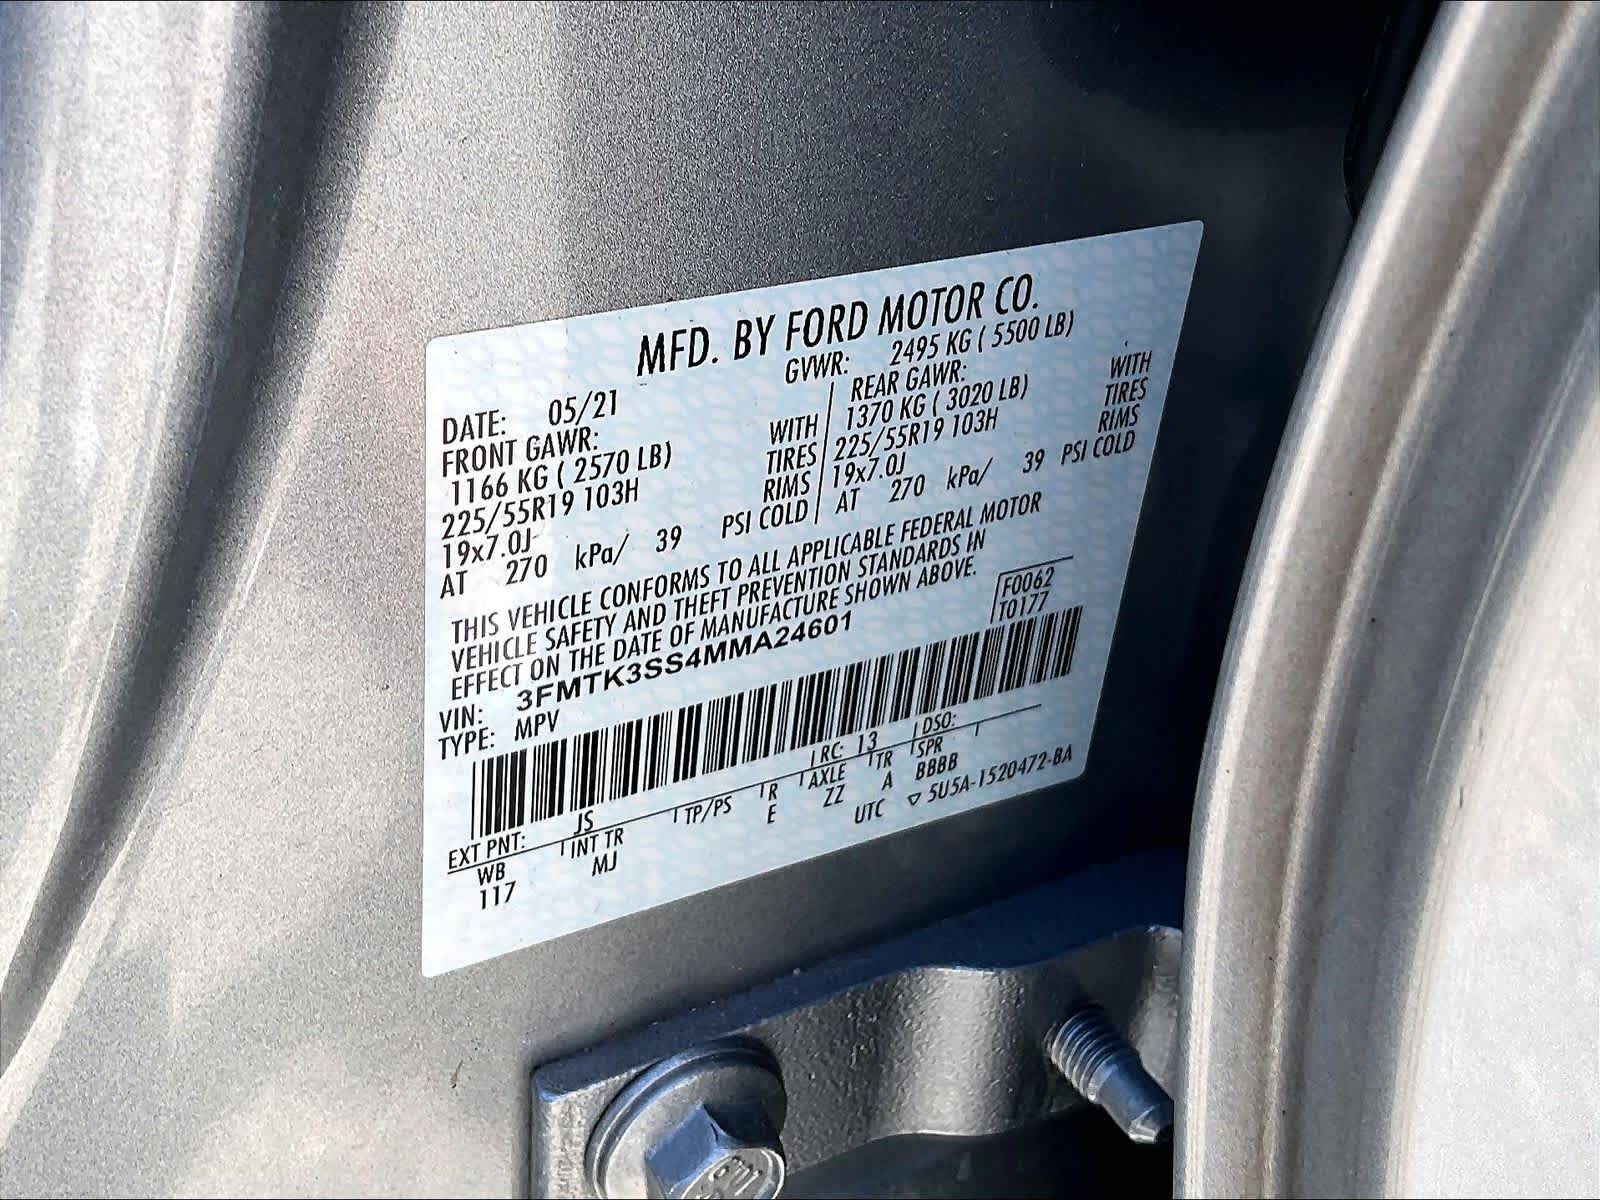 MFD. BY FORD MOTOR CO.
DATE: 05/21 GVWR: 2495 KG ( 5500 LB)
FRONT GAWR: REAR GAWR:
1166 KG ( 2570 LB) WITH 1370 KG ( 3020 LB) WITH
225/55R19 103H TIRES 225/55R19 103H TIRES
19x7.0J RIMS 19x7.0J RIMS
AT 270 kPa/ 39 PSI COLD AT 270 kPa/ 39 PSI COLD
THIS VEHICLE CONFORMS TO ALL APPLICABLE FEDERAL MOTOR
VEHICLE SAFETY AND THEFT PREVENTION STANDARDS IN
EFFECT ON THE DATE OF MANUFACTURE SHOWN ABOVE.
F0062
T0177
VIN: 3FMTK3SS4MMA24601
TYPE: MPV
EXT PNT: JS RC: 13 DSO:
WB INT TR TP/PS R AXLE TR SPR
117 MJ E ZZ A BBBB
UTC ▽ 5U5A-1520472-BA